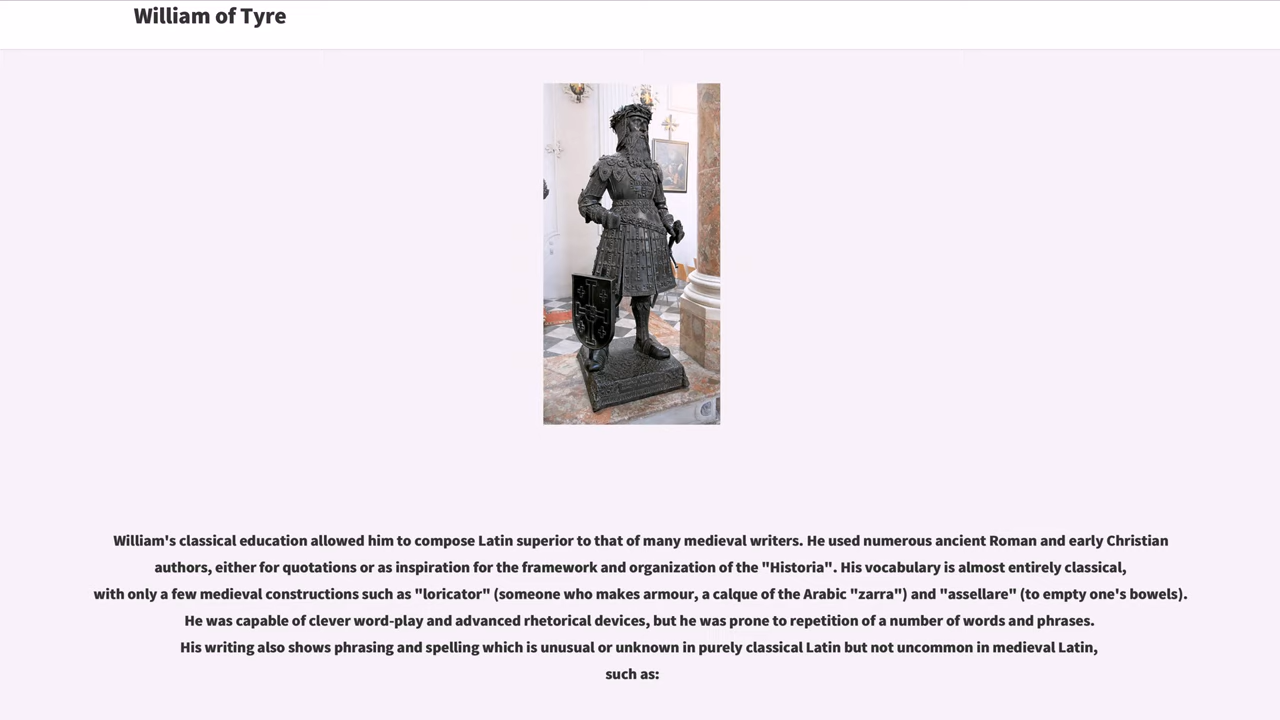 William of Tyre
William's classical education allowed him to compose Latin superior to that of many medieval writers. He used numerous ancient Roman and early Christian
authors, either for quotations or as inspiration for the framework and organization of the "Historia". His vocabulary is almost entirely classical,
with only a few medieval constructions such as "loricator" (someone who makes armour, a calque of the Arabic "zarra") and "assellare" (to empty one's bowels).
He was capable of clever word-play and advanced rhetorical devices, but he was prone to repetition of a number of words and phrases.
His writing also shows phrasing and spelling which is unusual or unknown in purely classical Latin but not uncommon in medieval Latin,
such as: